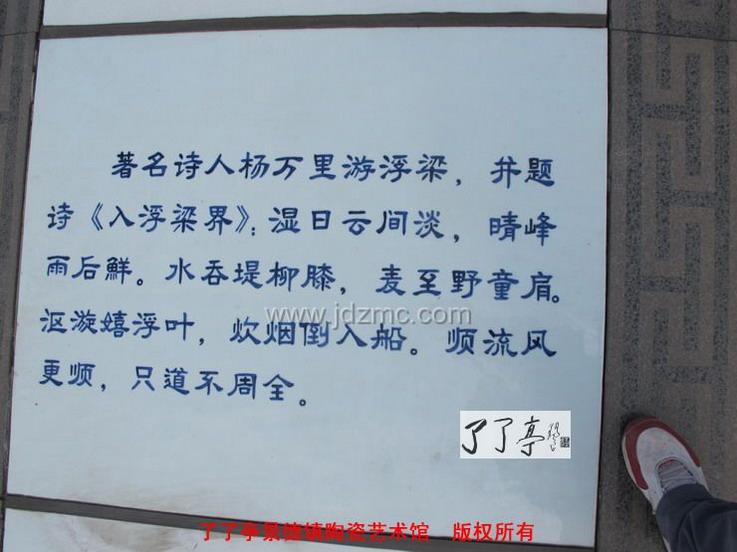 著名诗人杨万里游浮梁，并题
诗《入浮梁界》：湿日云间淡，晴峰
雨后鲜。水吞堤柳膝，麦至野童肩。
沤漩嬉浮叶，炊烟倒入船。顺流风
更顺，只道不周全。
www.jdzmc.com
了了亭
了了亭景德镇陶瓷艺术馆 版权所有